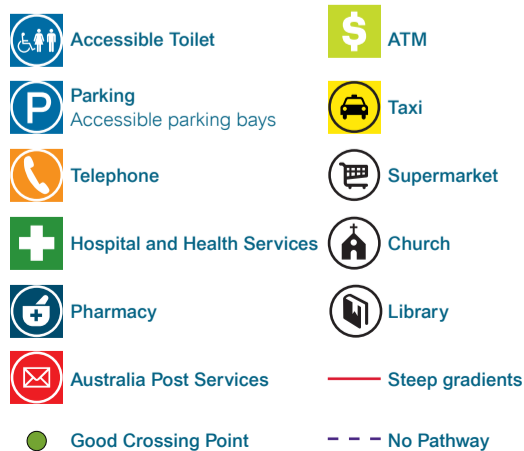 Accessible Toilet
$ ATM
P Parking
Accessible parking bays
Taxi
Telephone
Supermarket
Hospital and Health Services
Church
Pharmacy
Library
Australia Post Services
Steep gradients
Good Crossing Point
No Pathway